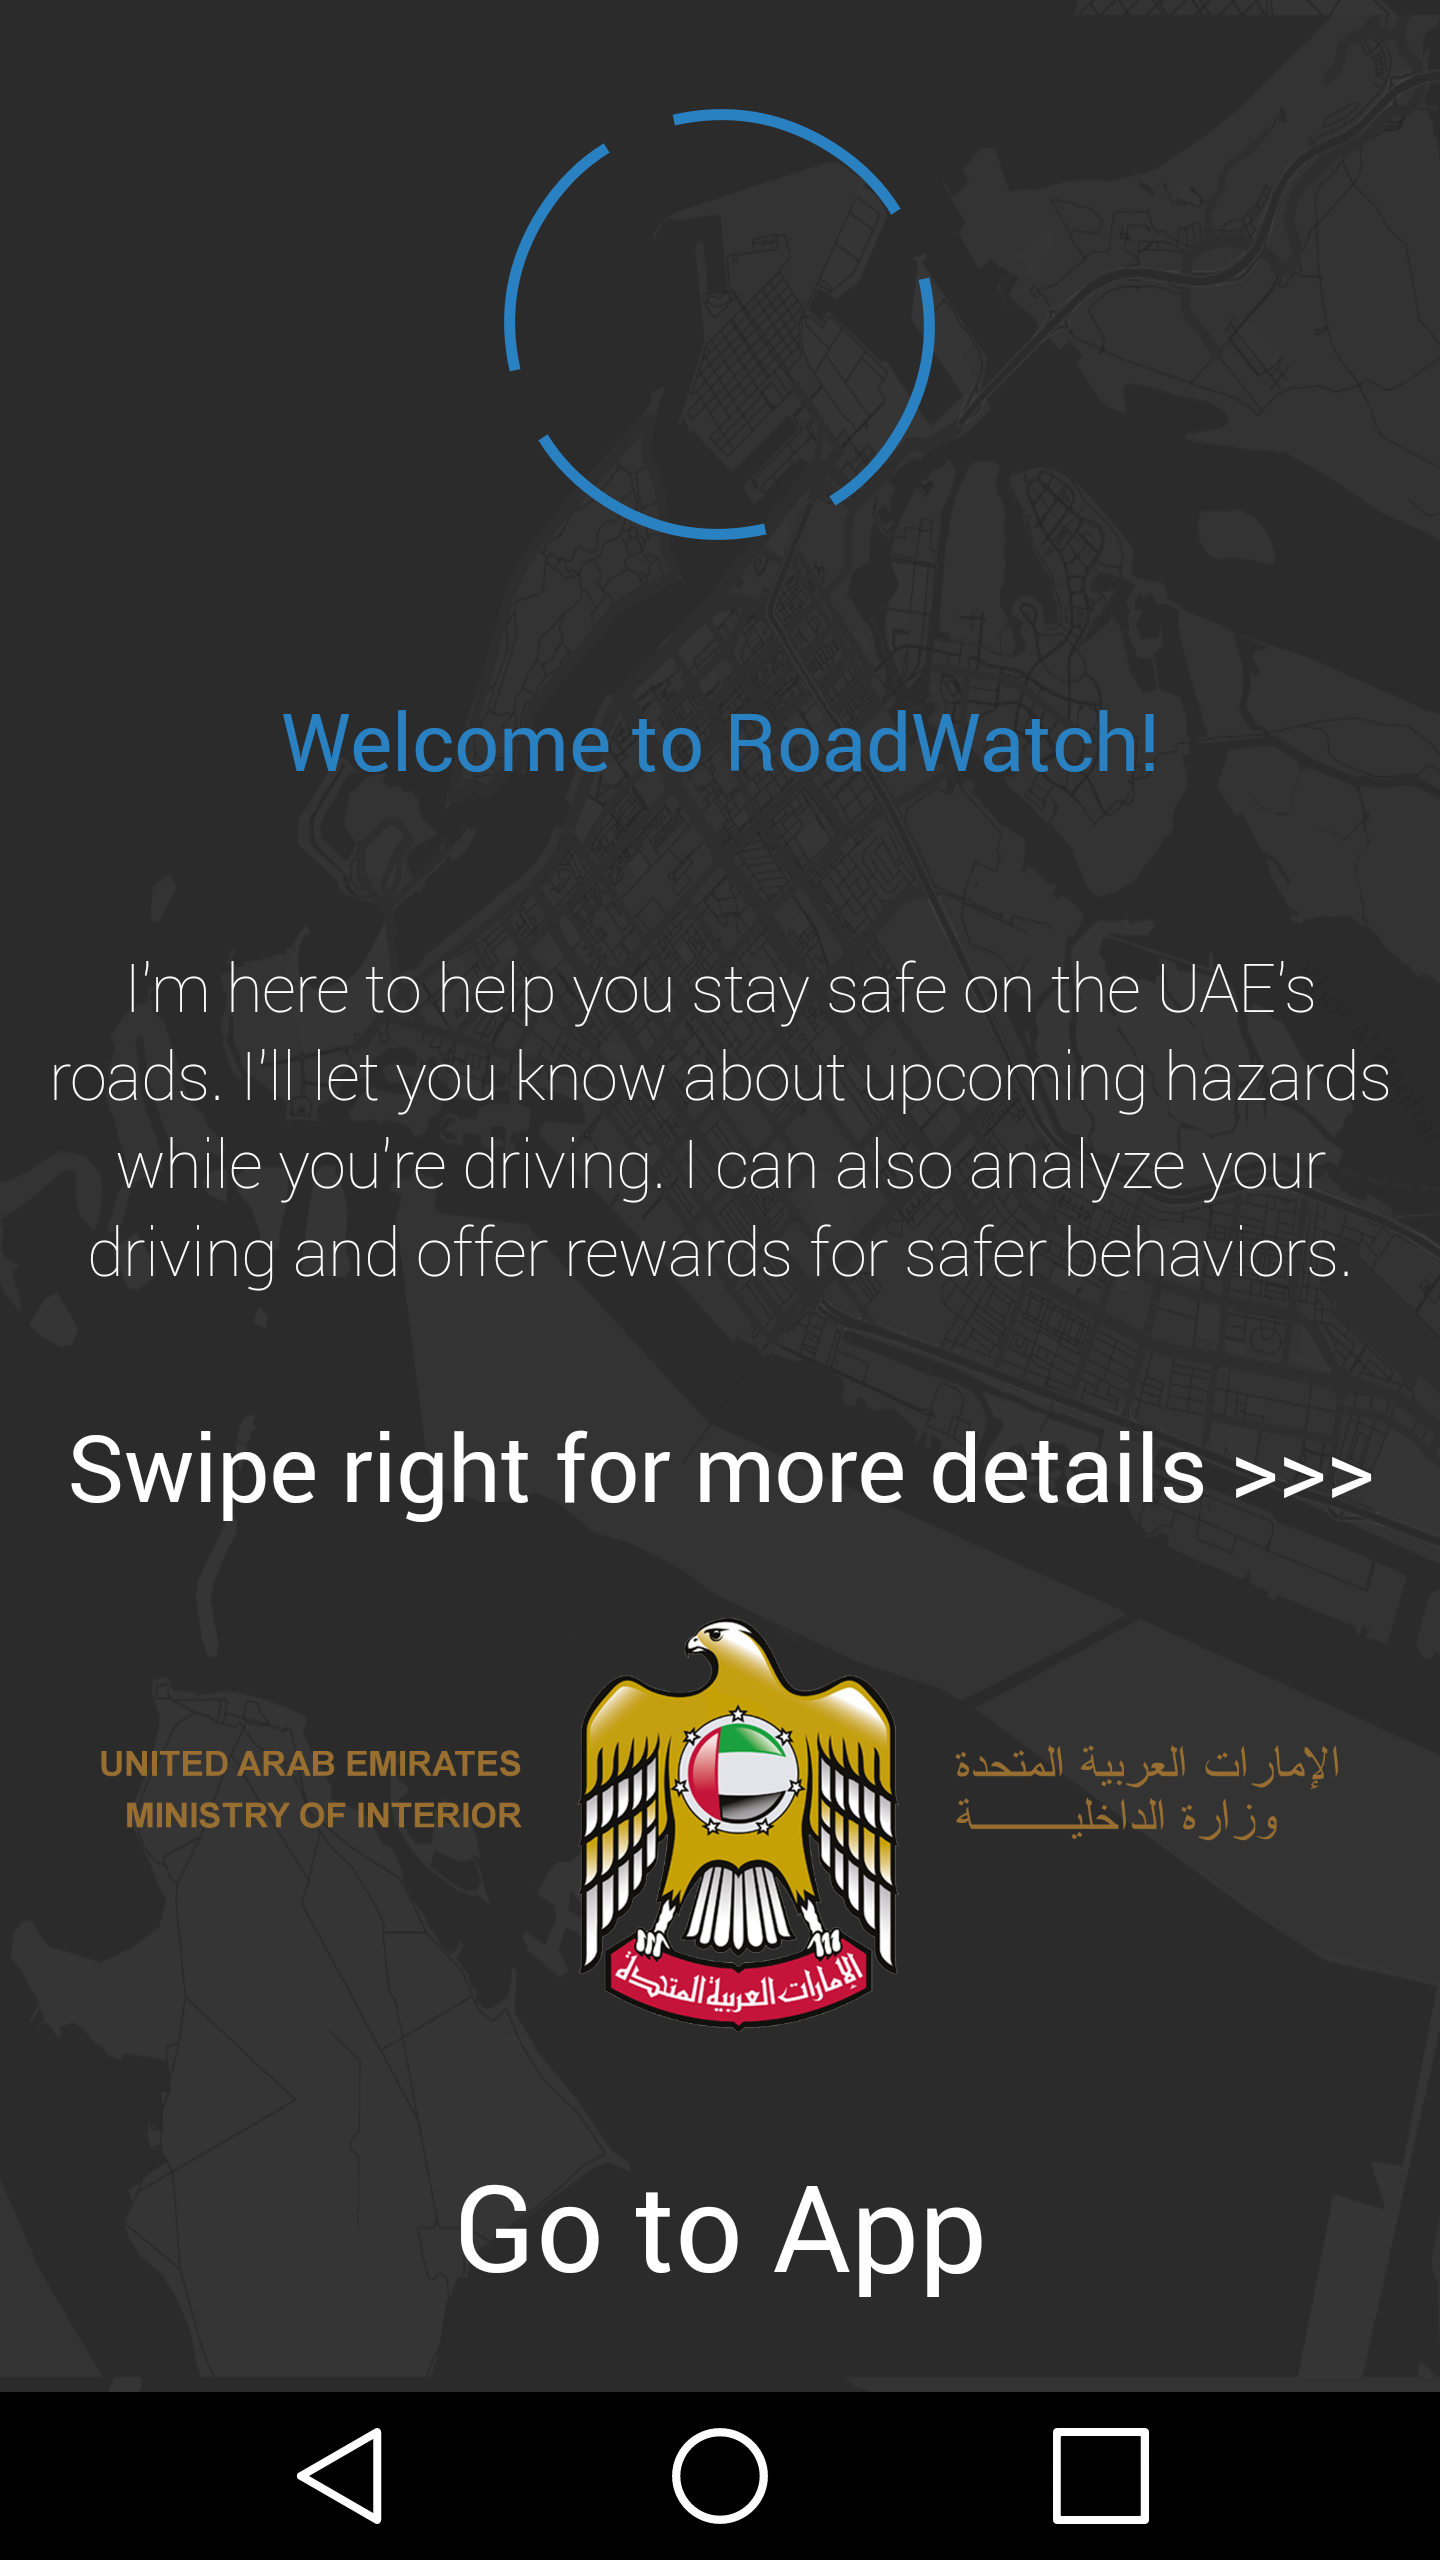 Welcome to RoadWatch!
I'm here to help you stay safe on the UAE's
roads. I'll let you know about upcoming hazards
while you're driving. I can also analyze your
driving and offer rewards for safer behaviors.
Swipe right for more details >>>
UNITED ARAB EMIRATES
MINISTRY OF INTERIOR
الإمارات العربية المتحدة
وزارة الداخليـــــــة
الإمارات العربية المتحدة
Go to App